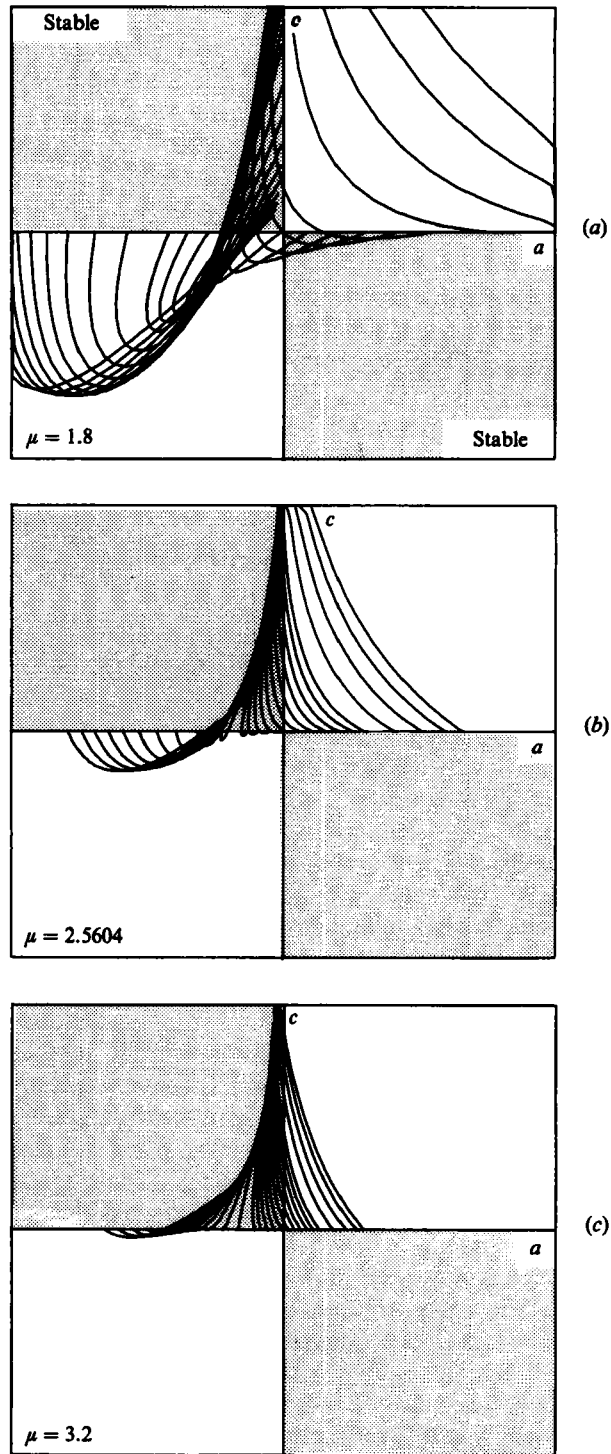 Stable
c
(a)
a
μ = 1.8
Stable
c
(b)
a
μ = 2.5604
c
(c)
a
μ = 3.2